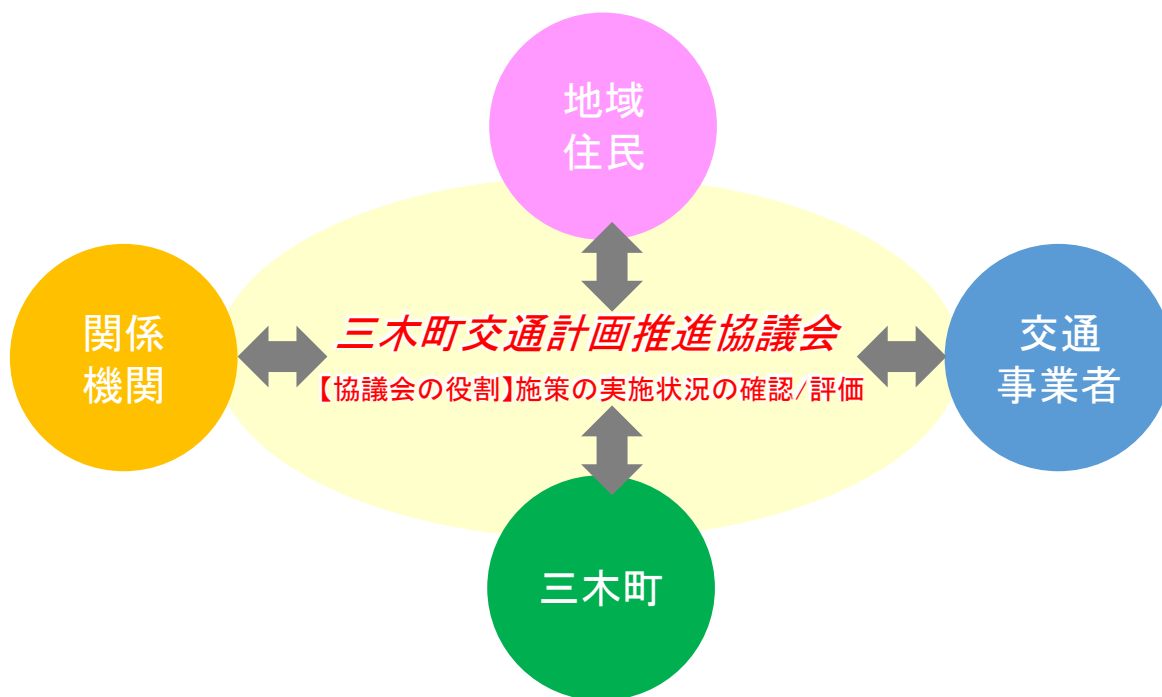 地域
住民
関係
機関
三木町交通計画推進協議会
【協議会の役割】施策の実施状況の確認/評価
交通
事業者
三木町